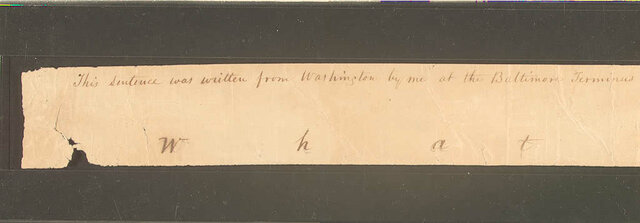 This sentence was written from Washington by me at the Baltimore Terminus
W h a t